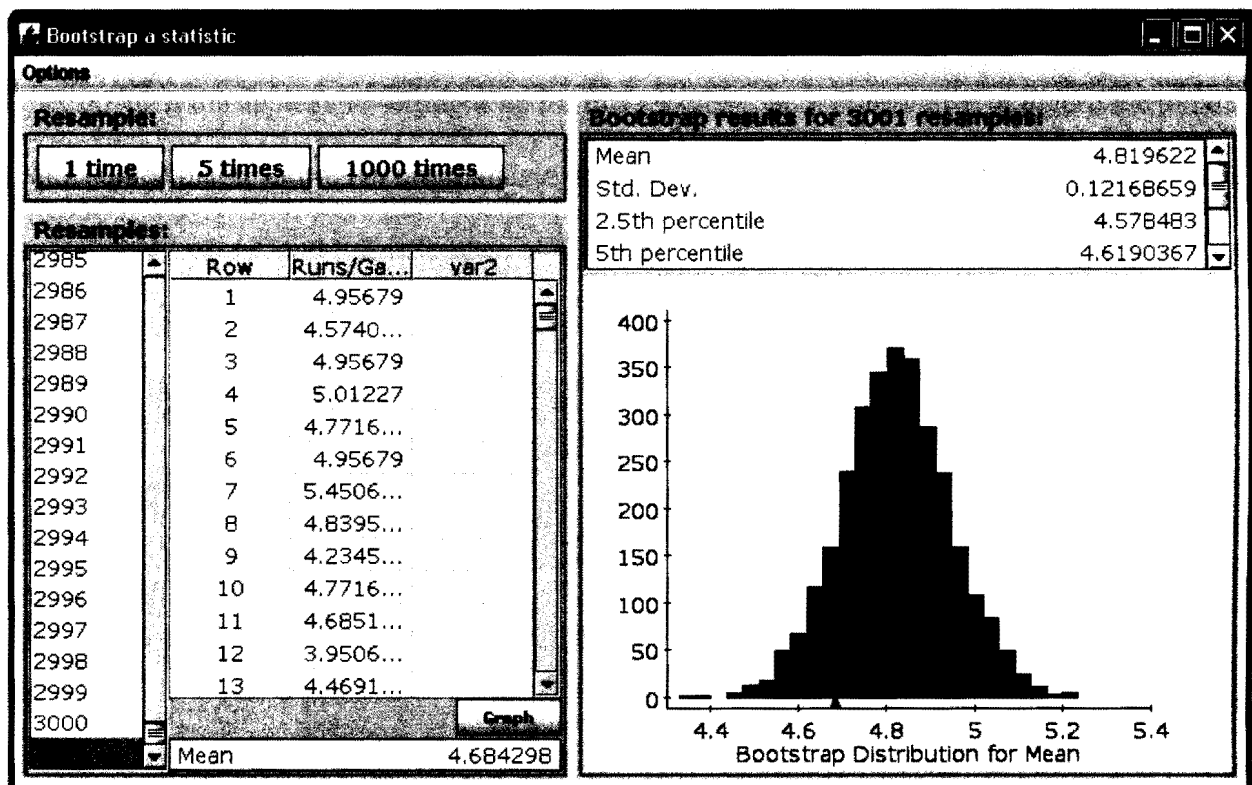 Bootstrap a statistic
Options
Resample:
1 time 5 times 1000 times
Resamples:
2985
2986
2987
2988
2989
2990
2991
2992
2993
2994
2995
2996
2997
2998
2999
3000
Row Runs/Ga... var2
1 4.95679
2 4.5740...
3 4.95679
4 5.01227
5 4.7716...
6 4.95679
7 5.4506...
8 4.8395...
9 4.2345...
10 4.7716...
11 4.6851...
12 3.9506...
13 4.4691...
Graph
Mean 4.684298
Bootstrap results for 3001 resamples:
Mean 4.819622
Std. Dev. 0.12168659
2.5th percentile 4.578483
5th percentile 4.6190367
400
350
300
250
200
150
100
50
0
4.4 4.6 4.8 5 5.2 5.4
Bootstrap Distribution for Mean